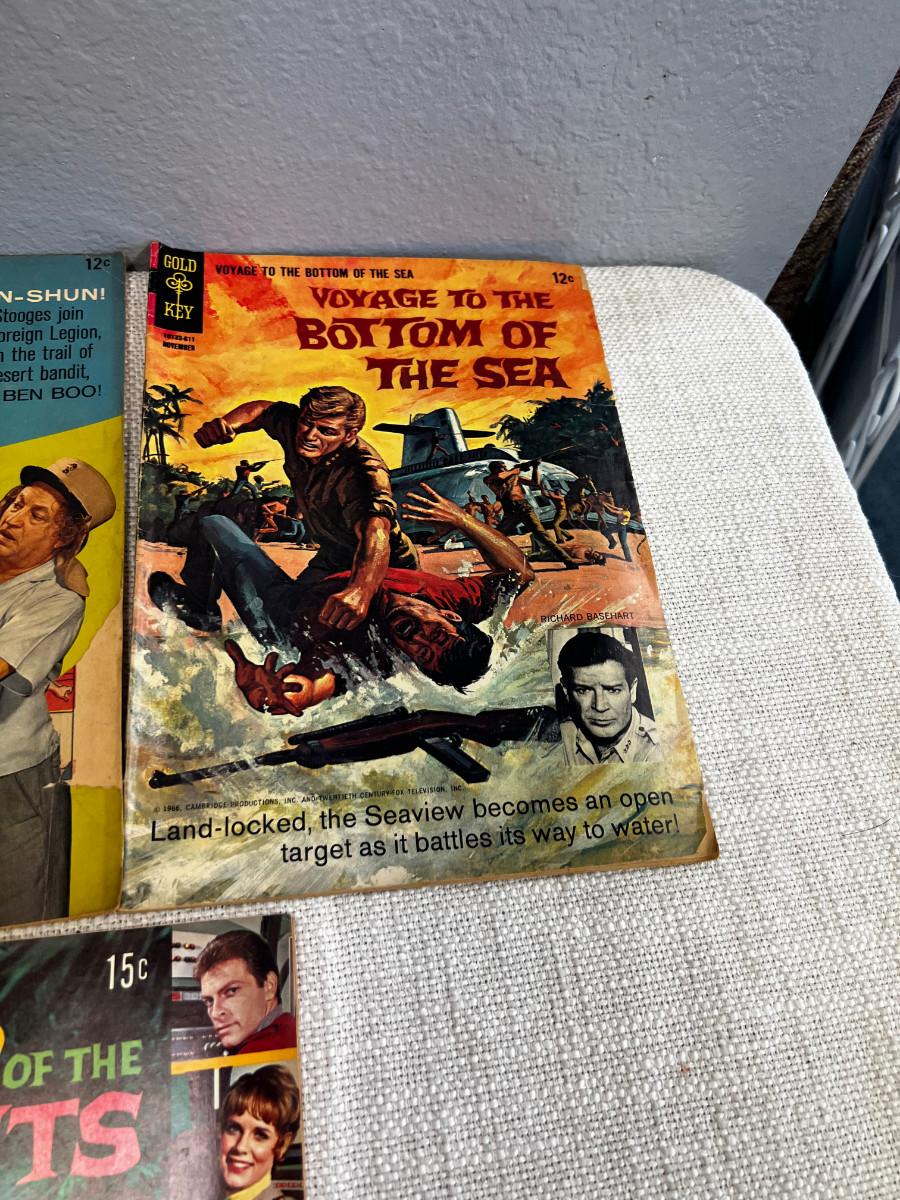 12¢
N-SHUN!
Stooges join
oreign Legion,
n the trail of
esert bandit,
BEN BOO!
GOLD
KEY
10133-611
NOVEMBER
VOYAGE TO THE BOTTOM OF THE SEA
12¢
VOYAGE TO THE
BOTTOM OF
THE SEA
RICHARD BASEHART
© 1966, CAMBRIDGE PRODUCTIONS, INC. AND TWENTIETH CENTURY-FOX TELEVISION, INC.
Land-locked, the Seaview becomes an open
target as it battles its way to water!
15¢
OF THE
TS